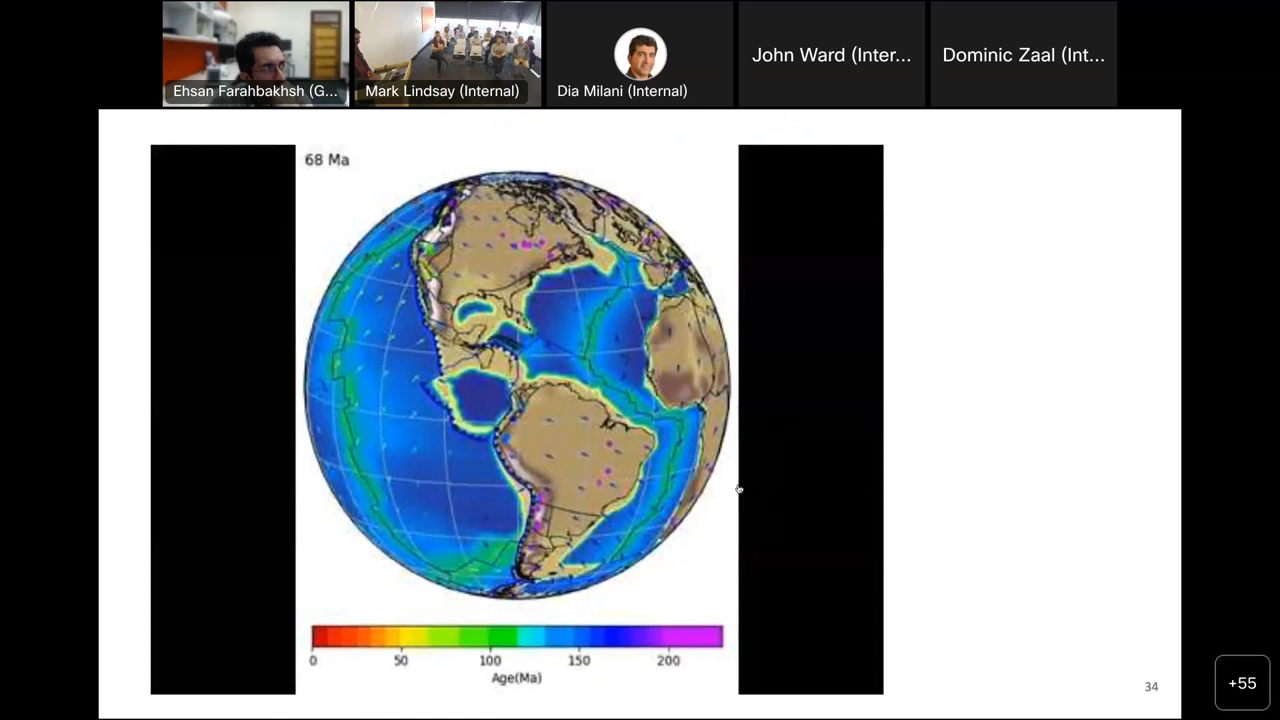 Ehsan Farahbakhsh (G...
Mark Lindsay (Internal)
Dia Milani (Internal)
John Ward (Inter...
Dominic Zaal (Int...
68 Ma
0 50 100 150 200
Age(Ma)
34
+55